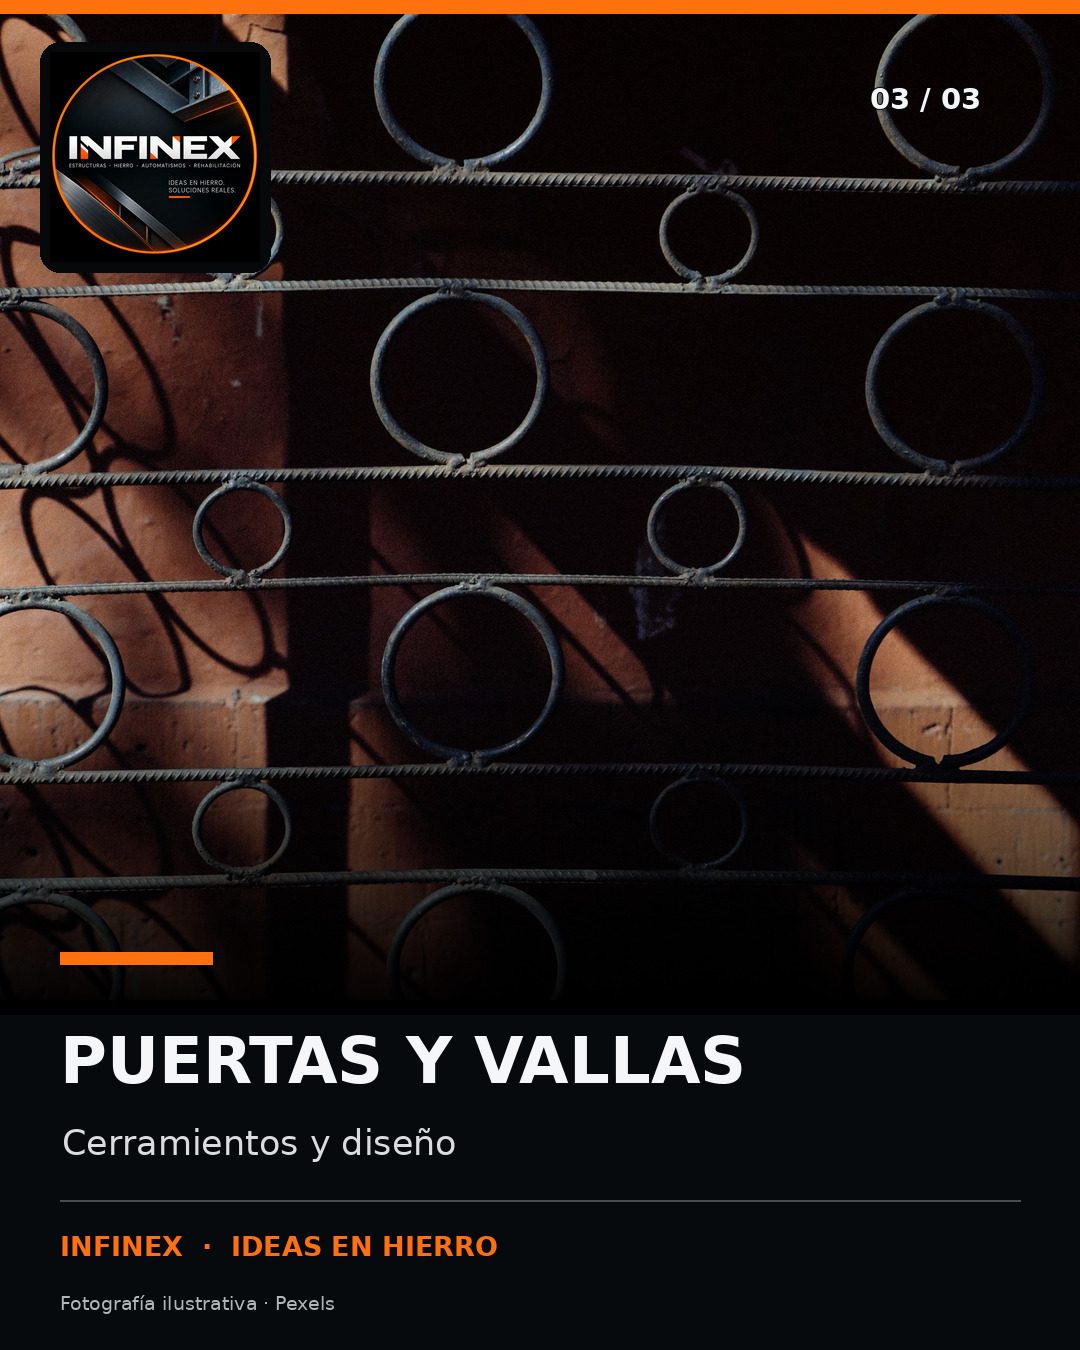 INFINEX
ESTRUCTURAS · HIERRO · AUTOMATISMOS · REHABILITACIÓN
IDEAS EN HIERRO.
SOLUCIONES REALES.
03 / 03
PUERTAS Y VALLAS
Cerramientos y diseño
INFINEX · IDEAS EN HIERRO
Fotografía ilustrativa · Pexels